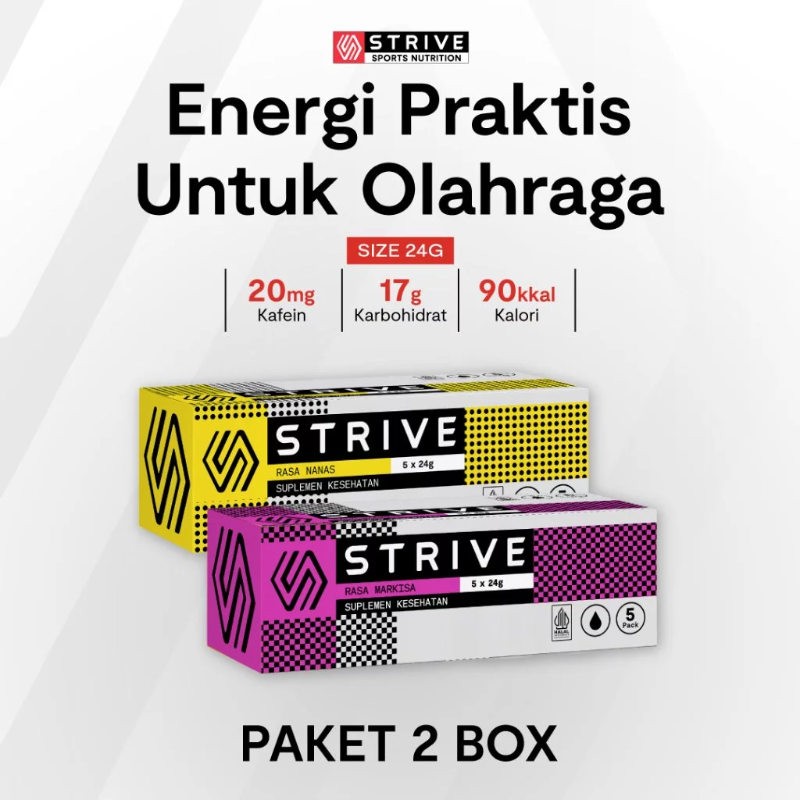 STRIVE
SPORTS NUTRITION
Energi Praktis
Untuk Olahraga
SIZE 24G
20mg
Kafein
17g
Karbohidrat
90kkal
Kalori
STRIVE
RASA NANAS
5 x 24g
SUPLEMEN KESEHATAN
STRIVE
RASA MARKISA
5 x 24g
SUPLEMEN KESEHATAN
HALAL
5
Pack
PAKET 2 BOX